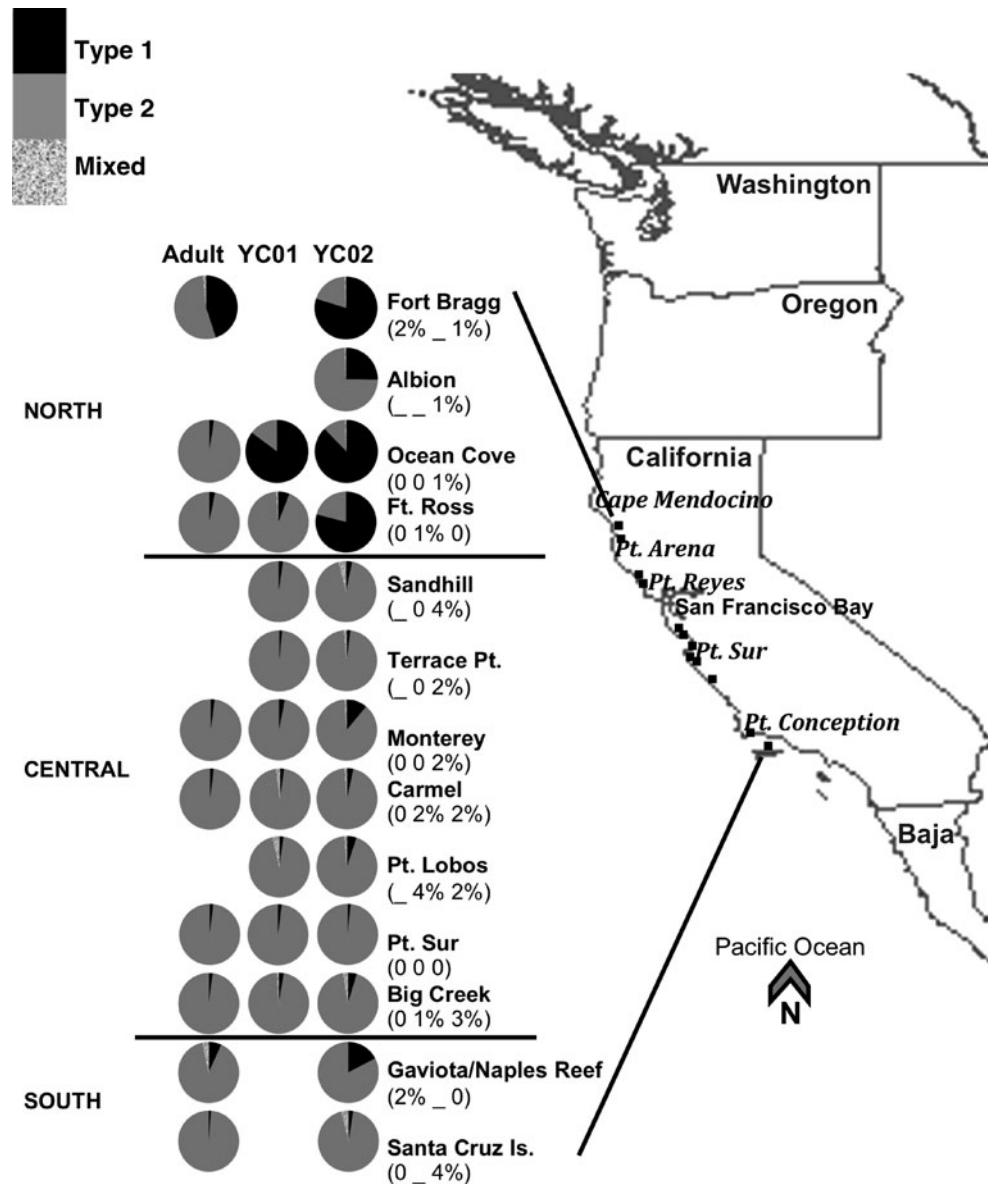 Type 1
Type 2
Mixed
Adult YC01 YC02
NORTH
Fort Bragg
(2% _ 1%)
Albion
(_ _ 1%)
Ocean Cove
(0 0 1%)
Ft. Ross
(0 1% 0)
CENTRAL
Sandhill
(_ 0 4%)
Terrace Pt.
(_ 0 2%)
Monterey
(0 0 2%)
Carmel
(0 2% 2%)
Pt. Lobos
(_ 4% 2%)
Pt. Sur
(0 0 0)
Big Creek
(0 1% 3%)
SOUTH
Gaviota/Naples Reef
(2% _ 0)
Santa Cruz Is.
(0 _ 4%)
Washington
Oregon
California
Cape Mendocino
Pt. Arena
Pt. Reyes
San Francisco Bay
Pt. Sur
Pt. Conception
Baja
Pacific Ocean
N